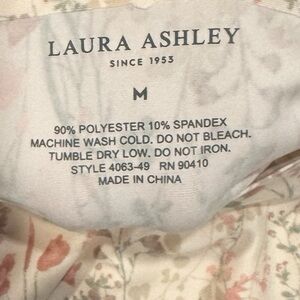 LAURA ASHLEY
SINCE 1953
M
90% POLYESTER 10% SPANDEX
MACHINE WASH COLD. DO NOT BLEACH.
TUMBLE DRY LOW. DO NOT IRON.
STYLE 4063-49 RN 90410
MADE IN CHINA